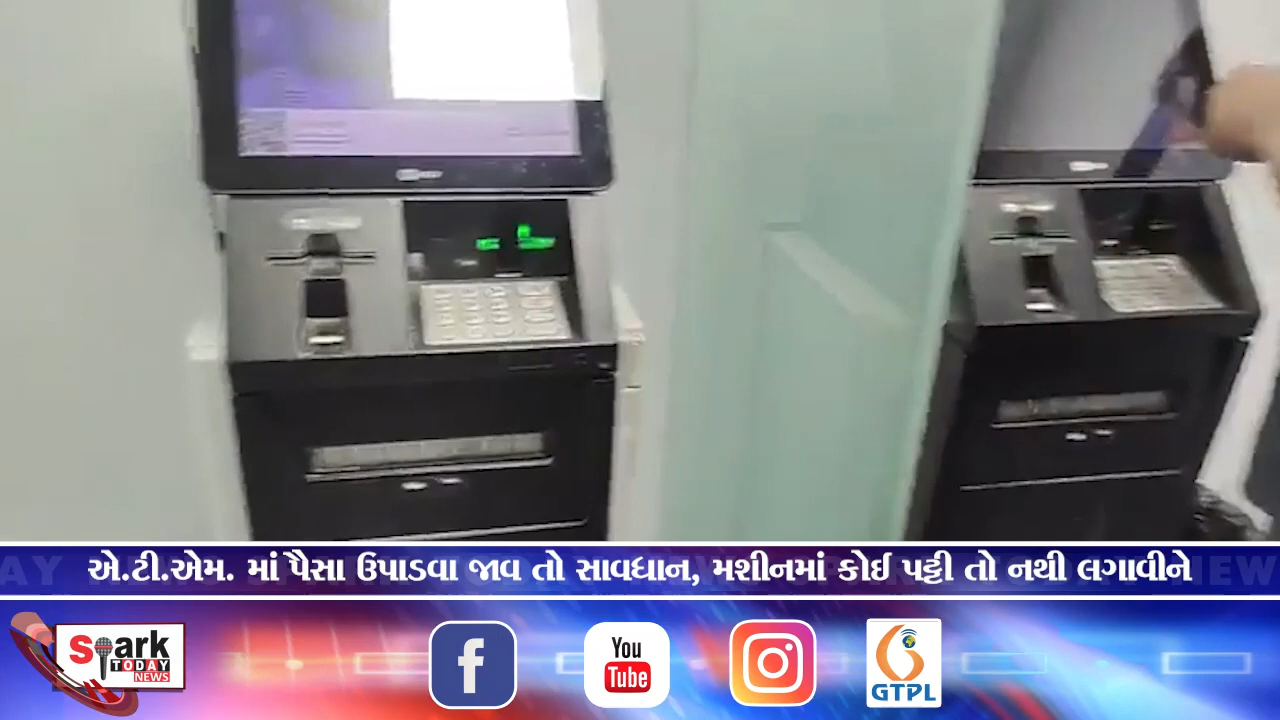 એ.ટી.એમ. માં પૈસા ઉપાડવા જાવ તો સાવધાન, મશીનમાં કોઈ પટ્ટી તો નથી લગાવીને
Spark
TODAY
NEWS
You
Tube
GTPL